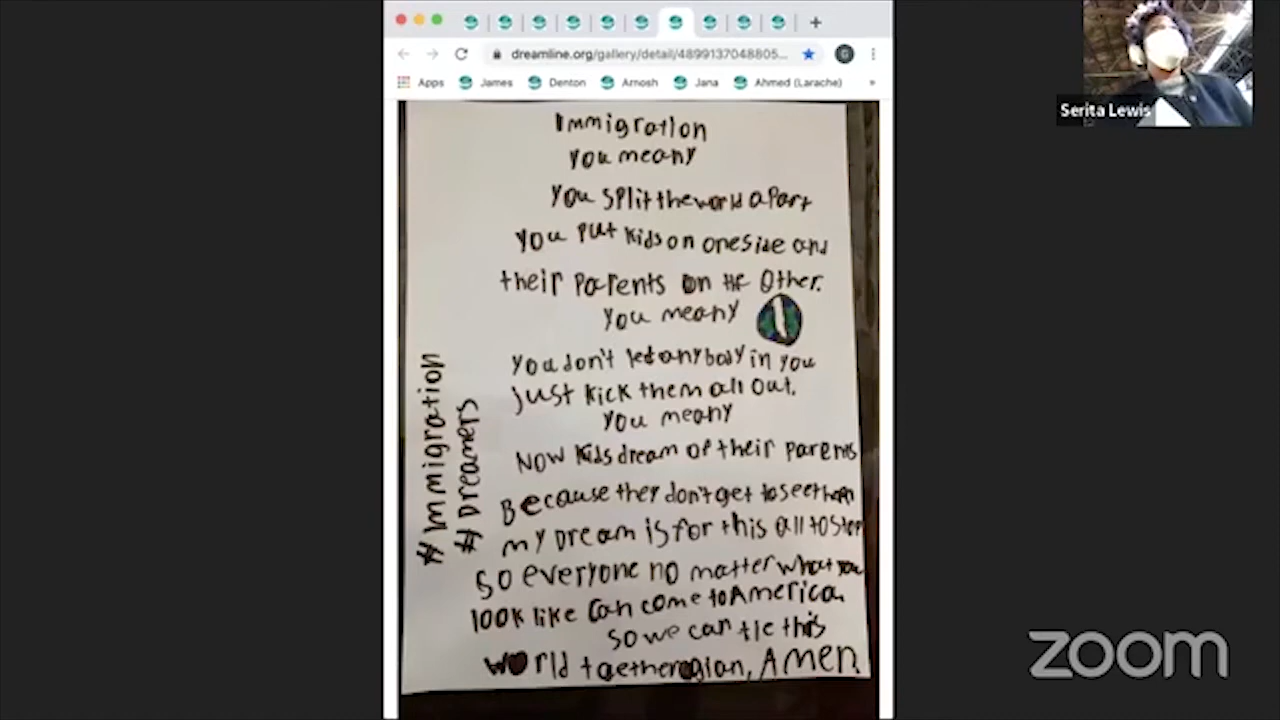 dreamline.org/gallery/detail/4899137048805...
G
Apps James Denton Arnosh Jana Ahmed (Larache) »
Serita Lewis
Immigration
You meany
You split the world apart
You put kids on one side and
their parents on the other.
You meany
You don't let anybody in you
just kick them all out.
You meany
Now kids dream of their parents
Because they don't get to see them
my Dream is for this all to stop
so everyone no matter what you
look like can come to America
so we can tie this
world together agian, Amen.
#Immigration
#Dreamers
zoom